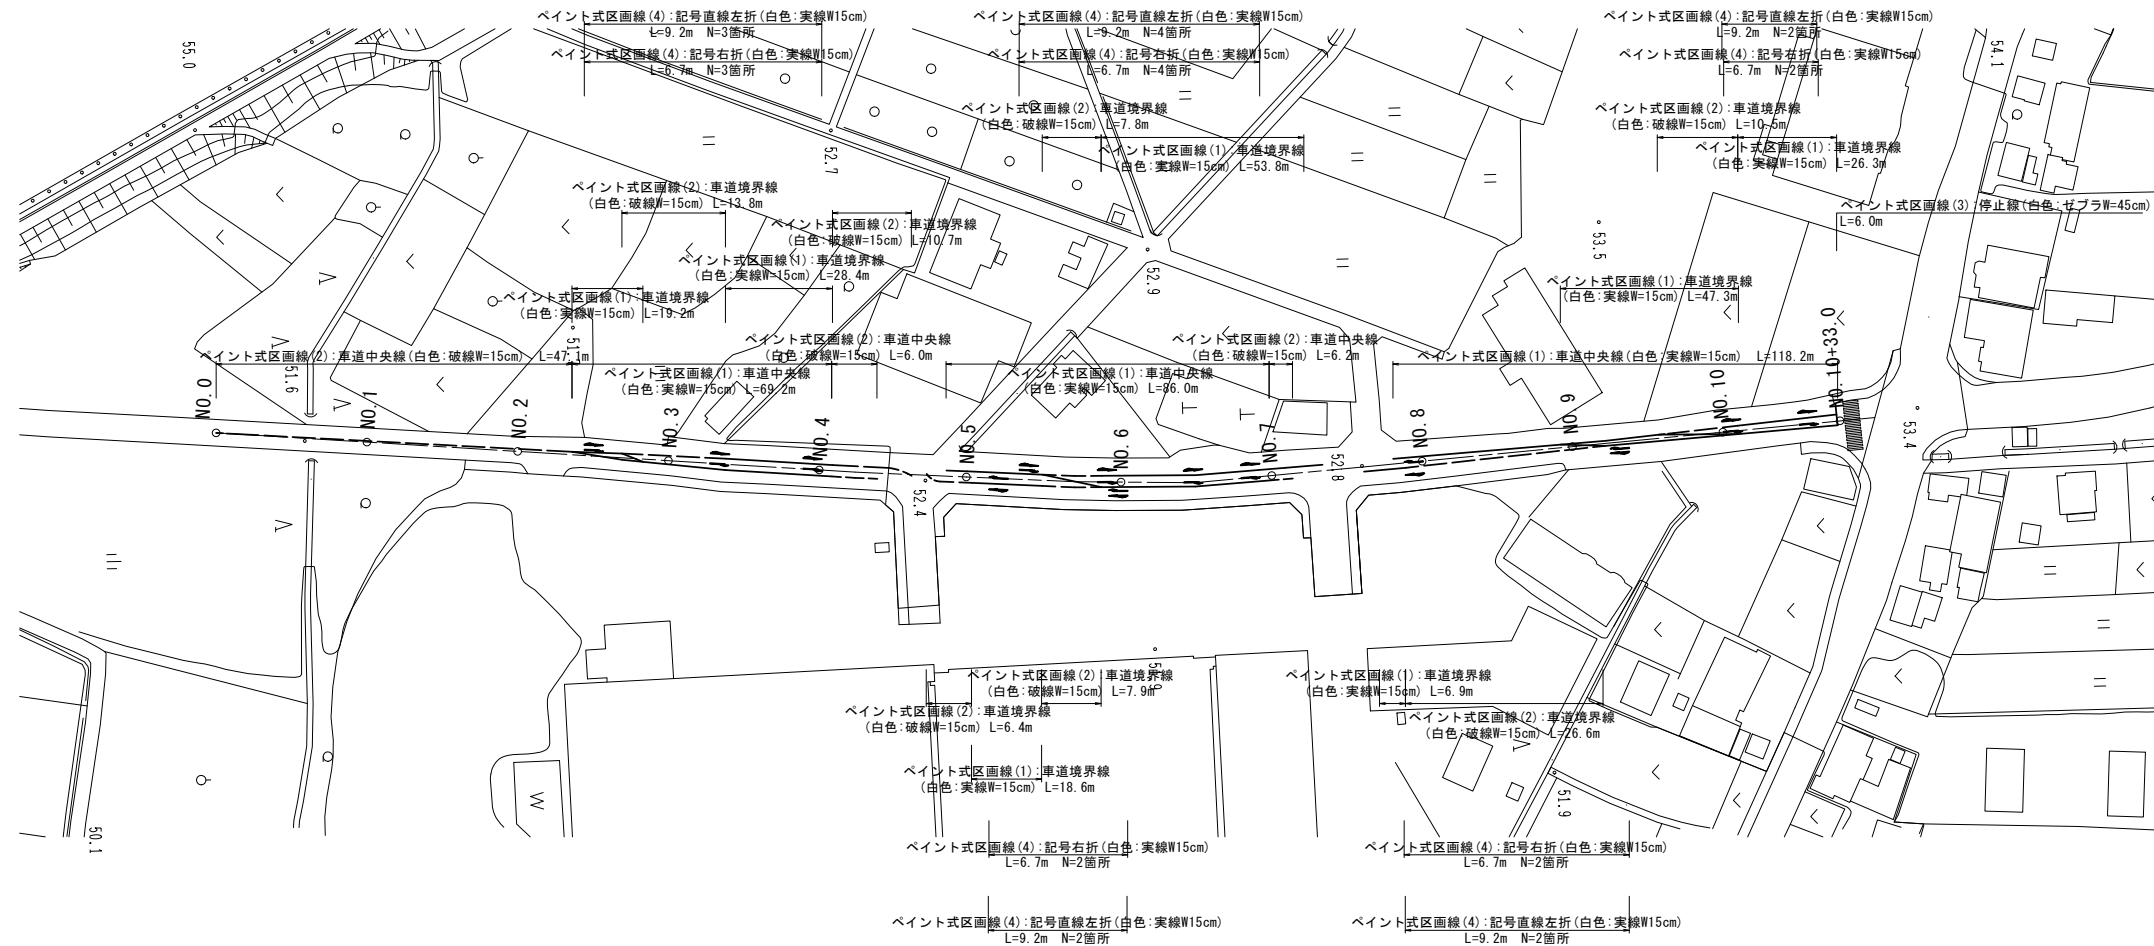 ペイント式区画線(4):記号直線左折(白色:実線W15cm)
L=9.2m N=3箇所
ペイント式区画線(4):記号右折(白色:実線W15cm)
L=6.7m N=3箇所
ペイント式区画線(4):記号直線左折(白色:実線W15cm)
L=9.2m N=4箇所
ペイント式区画線(4):記号右折(白色:実線W15cm)
L=6.7m N=4箇所
ペイント式区画線(4):記号直線左折(白色:実線W15cm)
L=9.2m N=2箇所
ペイント式区画線(4):記号右折(白色:実線W15cm)
L=6.7m N=2箇所
55.0
54.1
ペイント式区画線(2):車道境界線
(白色:破線W=15cm) L=7.8m
ペイント式区画線(1):車道境界線
(白色:実線W=15cm) L=53.8m
ペイント式区画線(2):車道境界線
(白色:破線W=15cm) L=10.5m
ペイント式区画線(1):車道境界線
(白色:実線W=15cm) L=26.3m
52.7
ペイント式区画線(2):車道境界線
(白色:破線W=15cm) L=13.8m
ペイント式区画線(2):車道境界線
(白色:破線W=15cm) L=10.7m
ペイント式区画線(3):停止線(白色:ゼブラW=45cm)
L=6.0m
53.5
52.9
ペイント式区画線(1):車道境界線
(白色:実線W=15cm) L=28.4m
ペイント式区画線(1):車道境界線
(白色:実線W=15cm) L=19.2m
ペイント式区画線(1):車道境界線
(白色:実線W=15cm) L=47.3m
ペイント式区画線(2):車道中央線(白色:破線W=15cm) L=47.1m
ペイント式区画線(2):車道中央線
(白色:破線W=15cm) L=6.0m
ペイント式区画線(2):車道中央線
(白色:破線W=15cm) L=6.2m
ペイント式区画線(1):車道中央線(白色:実線W=15cm) L=118.2m
ペイント式区画線(1):車道中央線
(白色:実線W=15cm) L=69.2m
ペイント式区画線(1):車道中央線
(白色:実線W=15cm) L=86.0m
51.6
NO.0
NO.1
NO.2
NO.3
NO.4
NO.5
NO.6
NO.7
NO.8
NO.9
NO.10
NO.10+33.0
52.4
52.8
53.4
ペイント式区画線(2):車道境界線
(白色:破線W=15cm) L=7.9m
ペイント式区画線(2):車道境界線
(白色:破線W=15cm) L=6.4m
ペイント式区画線(1):車道境界線
(白色:実線W=15cm) L=6.9m
ペイント式区画線(2):車道境界線
(白色:破線W=15cm) L=26.6m
ペイント式区画線(1):車道境界線
(白色:実線W=15cm) L=18.6m
51.9
50.1
ペイント式区画線(4):記号右折(白色:実線W15cm)
L=6.7m N=2箇所
ペイント式区画線(4):記号右折(白色:実線W15cm)
L=6.7m N=2箇所
ペイント式区画線(4):記号直線左折(白色:実線W15cm)
L=9.2m N=2箇所
ペイント式区画線(4):記号直線左折(白色:実線W15cm)
L=9.2m N=2箇所